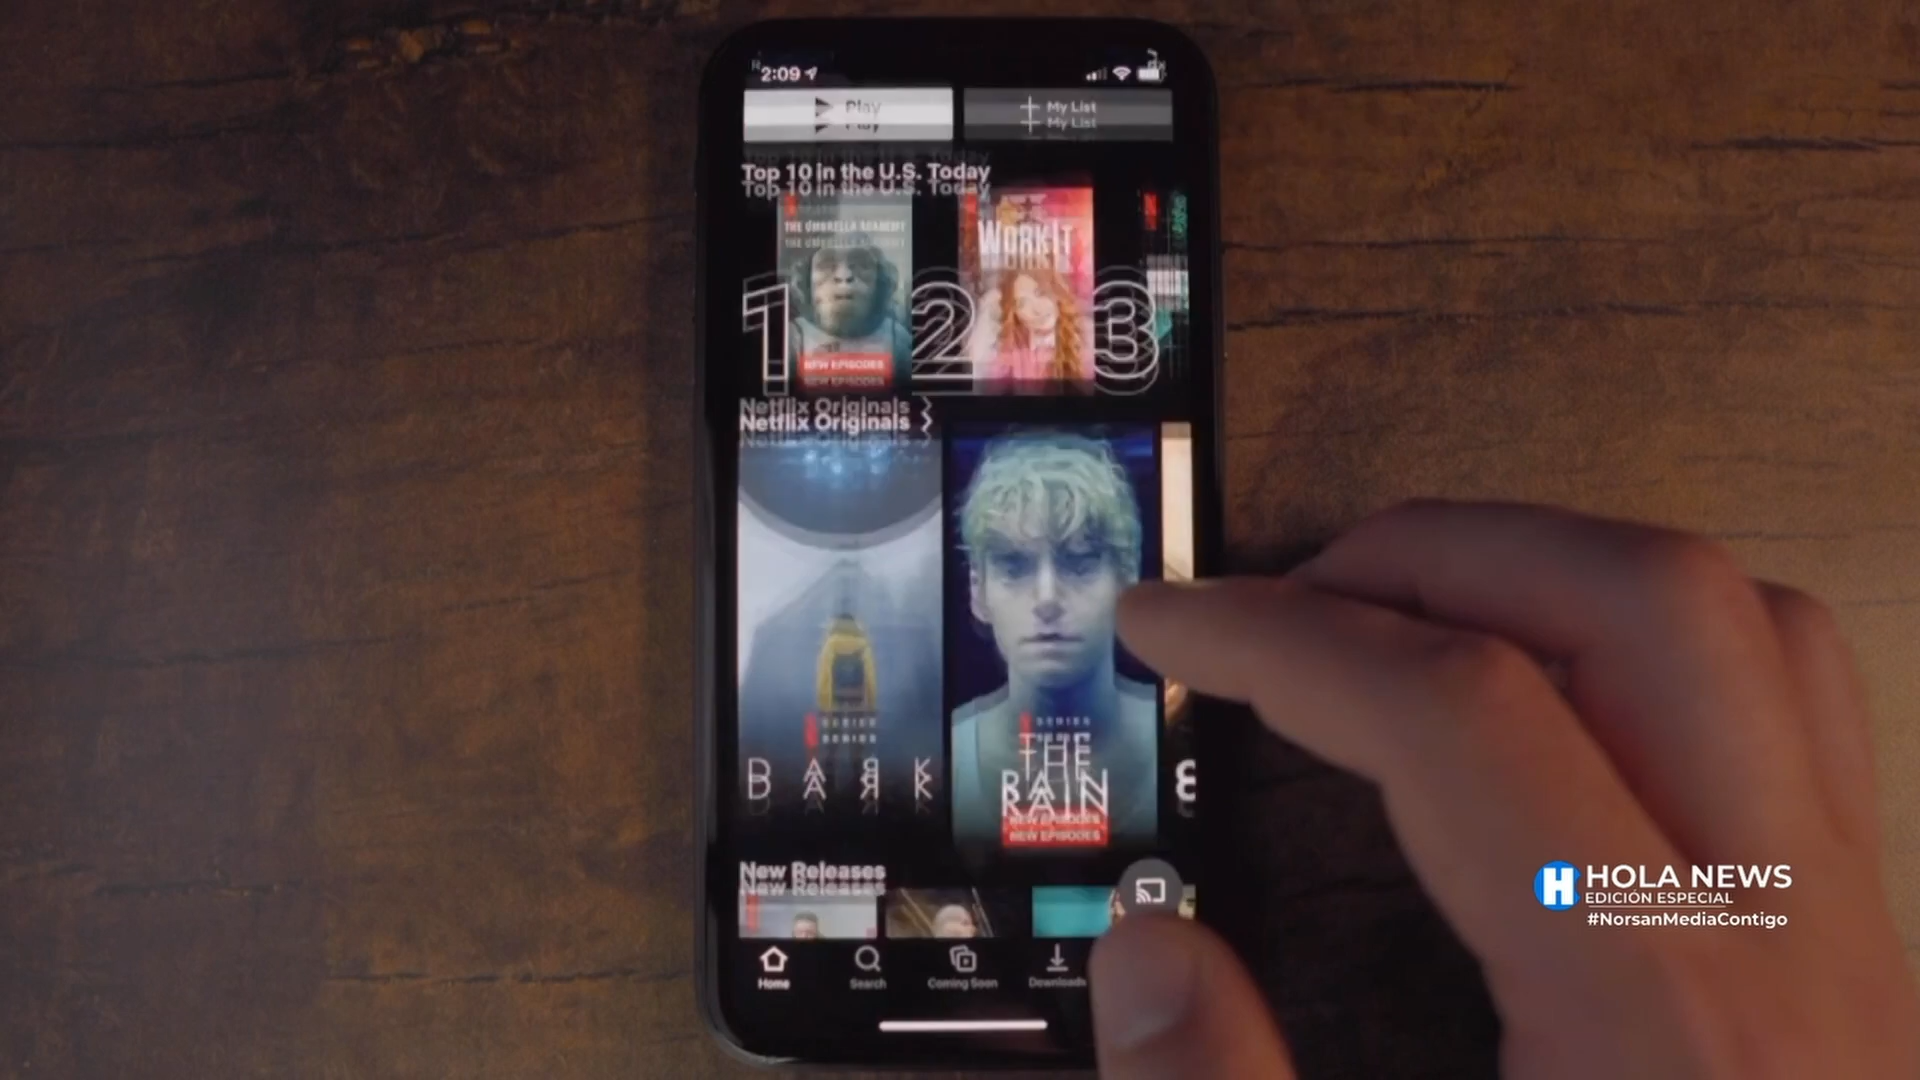 2:09
Play
My List
Top 10 in the U.S. Today
THE UMBRELLA ACADEMY
WORK IT
1
2
3
NEW EPISODES
Netflix Originals
SERIES
SERIES
DARK
THE RAIN
NEW EPISODES
New Releases
Home
Search
Coming Soon
Downloads
HOLA NEWS
EDICIÓN ESPECIAL
#NorsanMediaContigo